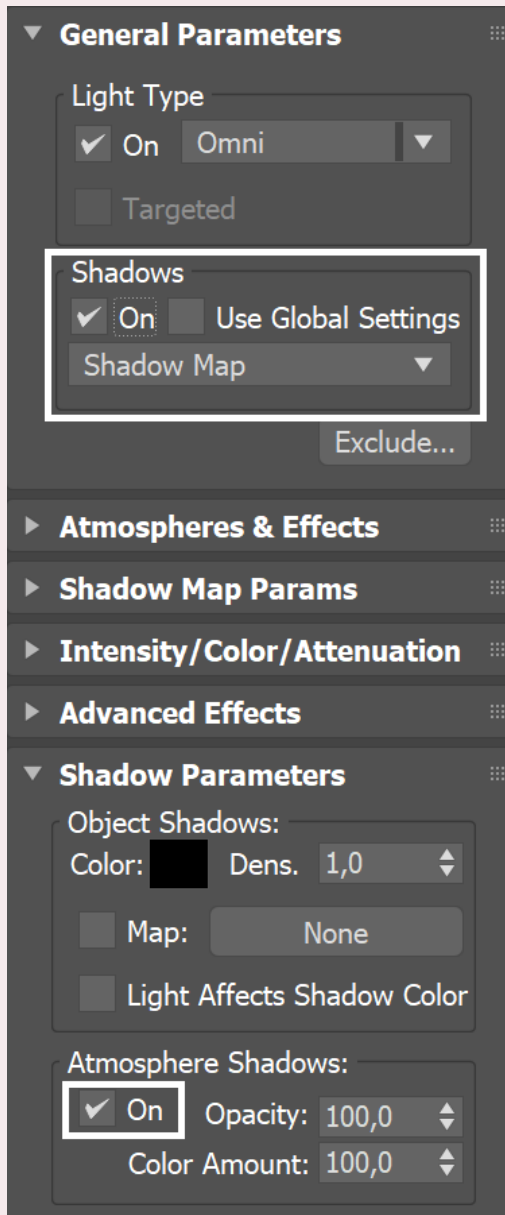 General Parameters
Light Type
On Omni
Targeted
Shadows
On Use Global Settings
Shadow Map
Exclude...
Atmospheres & Effects
Shadow Map Params
Intensity/Color/Attenuation
Advanced Effects
Shadow Parameters
Object Shadows:
Color: Dens. 1,0
Map: None
Light Affects Shadow Color
Atmosphere Shadows:
On Opacity: 100,0
Color Amount: 100,0